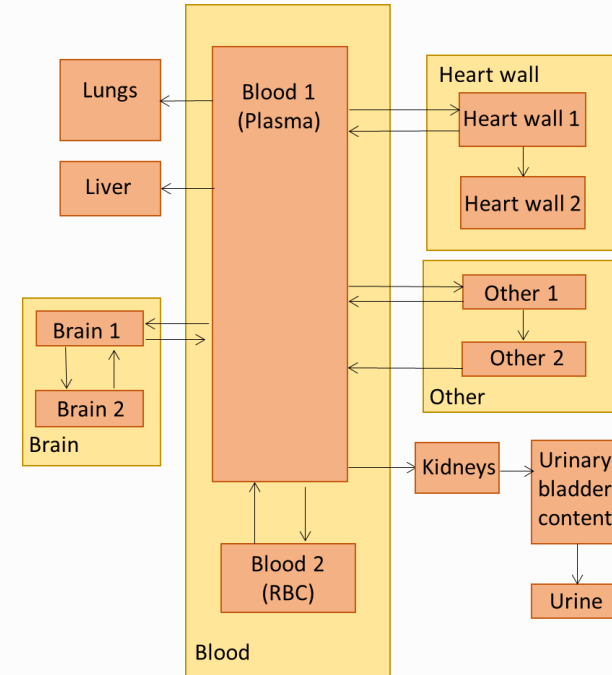 Lungs
Blood 1
(Plasma)
Heart wall
Heart wall 1
Liver
Heart wall 2
Other 1
Brain 1
Other 2
Brain 2
Other
Brain
Kidneys
Urinary
bladder
content
Blood 2
(RBC)
Urine
Blood